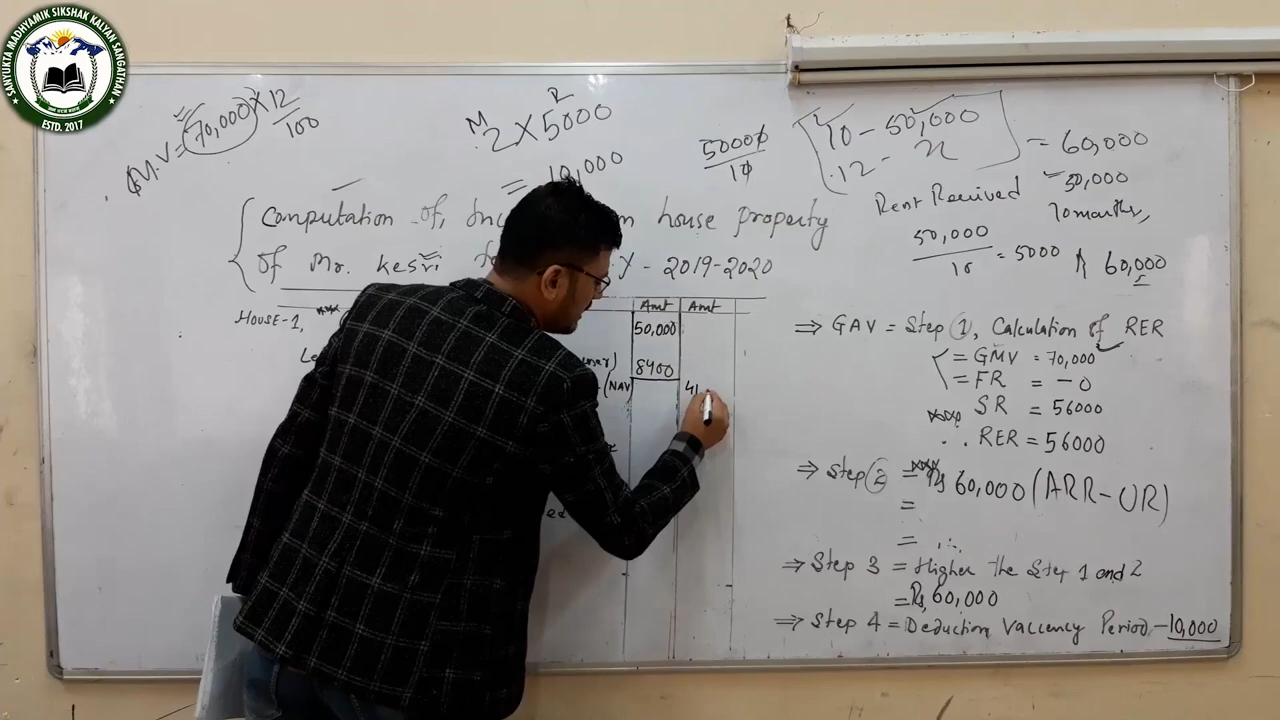 SANYUKTA MADHYAMIK SIKSHAK KALYAN SANGATHAN
ESTD. 2017
M.V = 70,000 × 12/100
M 2 × 5000 R
= 10,000
50000/10
10 - 50,000
12 - x
= 60,000
Rent Received 50,000
10 months,
50,000/10 = 5000
60,000
Computation of, house property
of Mr. Kesri Y - 2019-2020
House-1,
Amt Amt
50,000
8400
(NAV
41
⇒ GAV = Step 1, Calculation of RER
= GMV = 70,000
= FR = - 0
SR = 56000
∴ RER = 56000
⇒ Step 2 = Rs 60,000 (ARR - UR)
=
= ∴
⇒ Step 3 = Higher the Step 1 and 2
= Rs, 60,000
⇒ Step 4 = Deduction Vaccency Period - 10,000